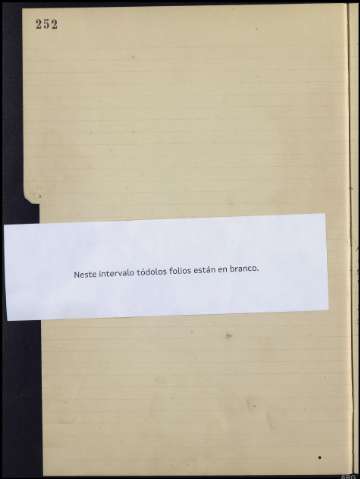 252
Neste intervalo tódolos folios están en branco.